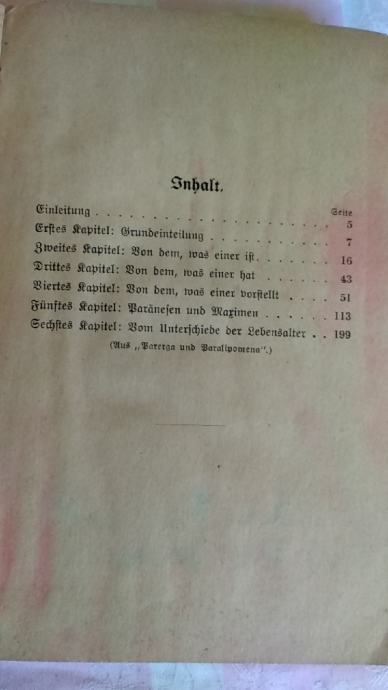 Inhalt.
Seite
Einleitung . . . . . . . . . . . . . . . . . . 5
Erstes Kapitel: Grundeinteilung . . . . . . . . . 7
Zweites Kapitel: Von dem, was einer ist. . . . . . 16
Drittes Kapitel: Von dem, was einer hat . . . . . 43
Viertes Kapitel: Von dem, was einer vorstellt . . . . 51
Fünftes Kapitel: Paränesen und Maximen . . . . . . 113
Sechstes Kapitel: Vom Unterschiede der Lebensalter . . 199
(Aus „Parerga und Paralipomena“.)